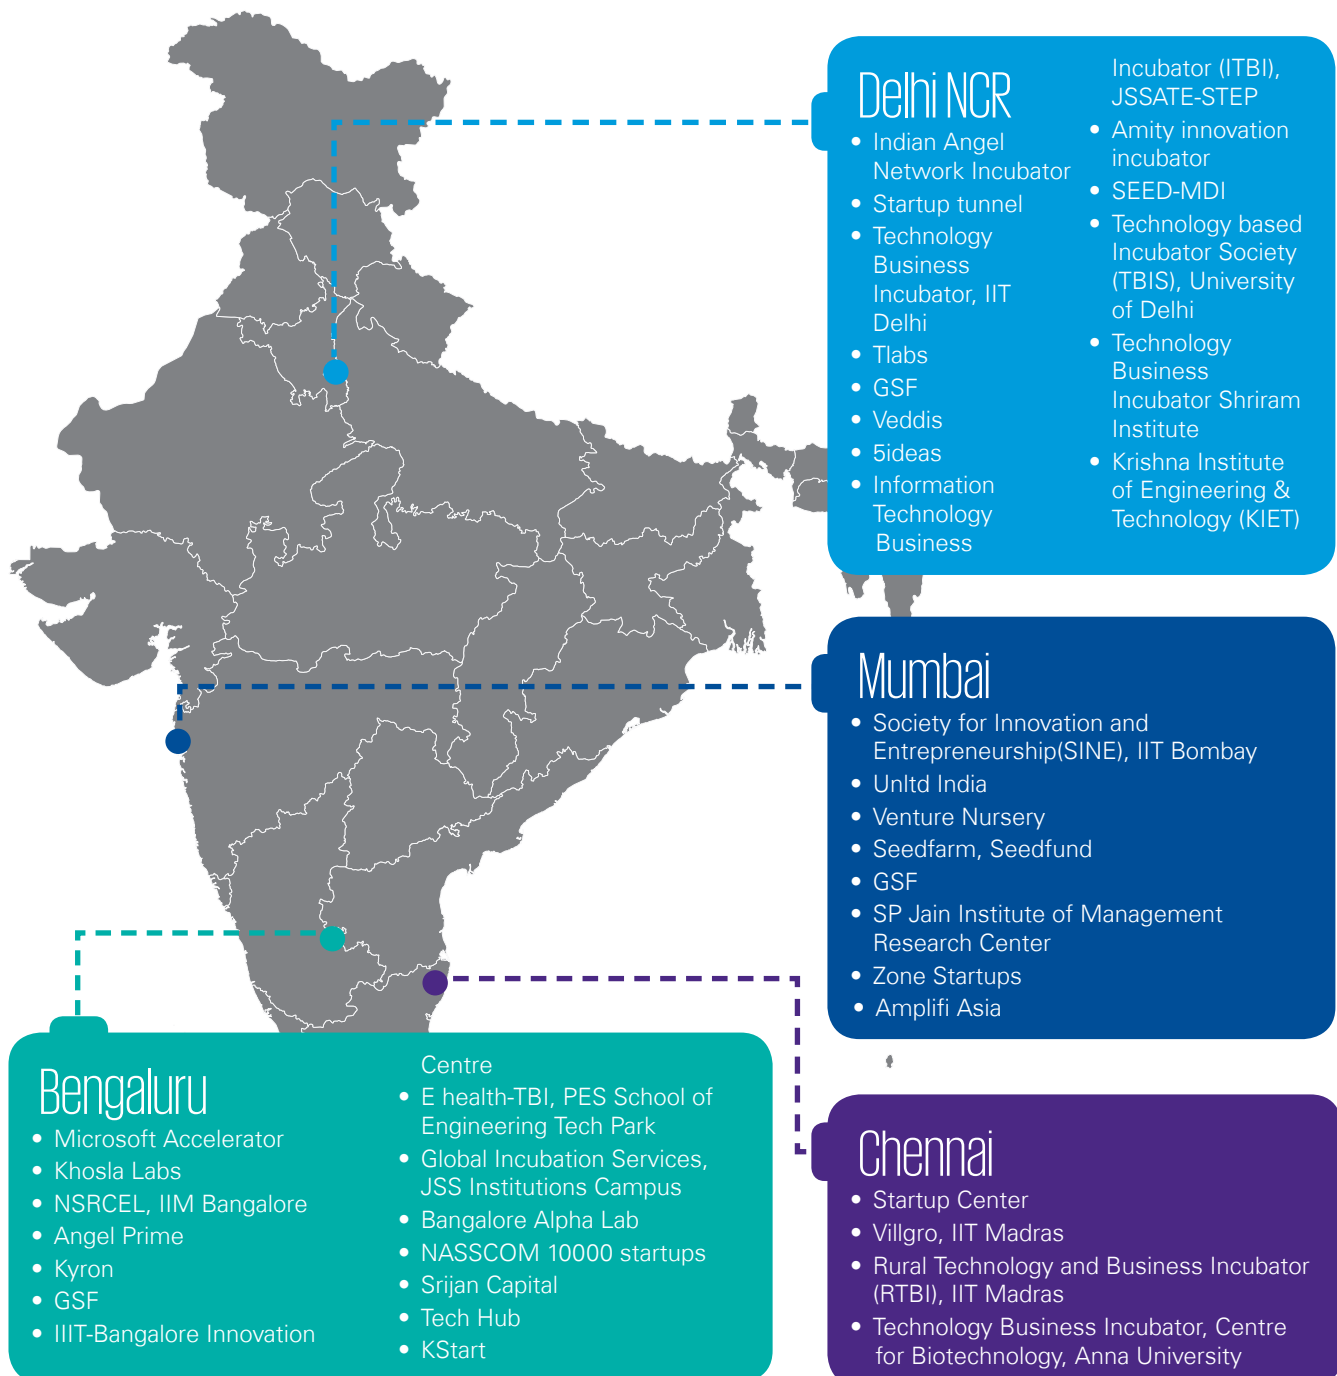 Delhi NCR
• Indian Angel
Network Incubator
• Startup tunnel
• Technology
Business
Incubator, IIT
Delhi
• Tlabs
• GSF
• Veddis
• 5ideas
• Information
Technology
Business
Incubator (ITBI),
JSSATE-STEP
• Amity innovation
incubator
• SEED-MDI
• Technology based
Incubator Society
(TBIS), University
of Delhi
• Technology
Business
Incubator Shriram
Institute
• Krishna Institute
of Engineering &
Technology (KIET)
Mumbai
• Society for Innovation and
Entrepreneurship(SINE), IIT Bombay
• Unltd India
• Venture Nursery
• Seedfarm, Seedfund
• GSF
• SP Jain Institute of Management
Research Center
• Zone Startups
• Amplifi Asia
Bengaluru
• Microsoft Accelerator
• Khosla Labs
• NSRCEL, IIM Bangalore
• Angel Prime
• Kyron
• GSF
• IIIT-Bangalore Innovation
Centre
• E health-TBI, PES School of
Engineering Tech Park
• Global Incubation Services,
JSS Institutions Campus
• Bangalore Alpha Lab
• NASSCOM 10000 startups
• Srijan Capital
• Tech Hub
• KStart
Chennai
• Startup Center
• Villgro, IIT Madras
• Rural Technology and Business Incubator
(RTBI), IIT Madras
• Technology Business Incubator, Centre
for Biotechnology, Anna University